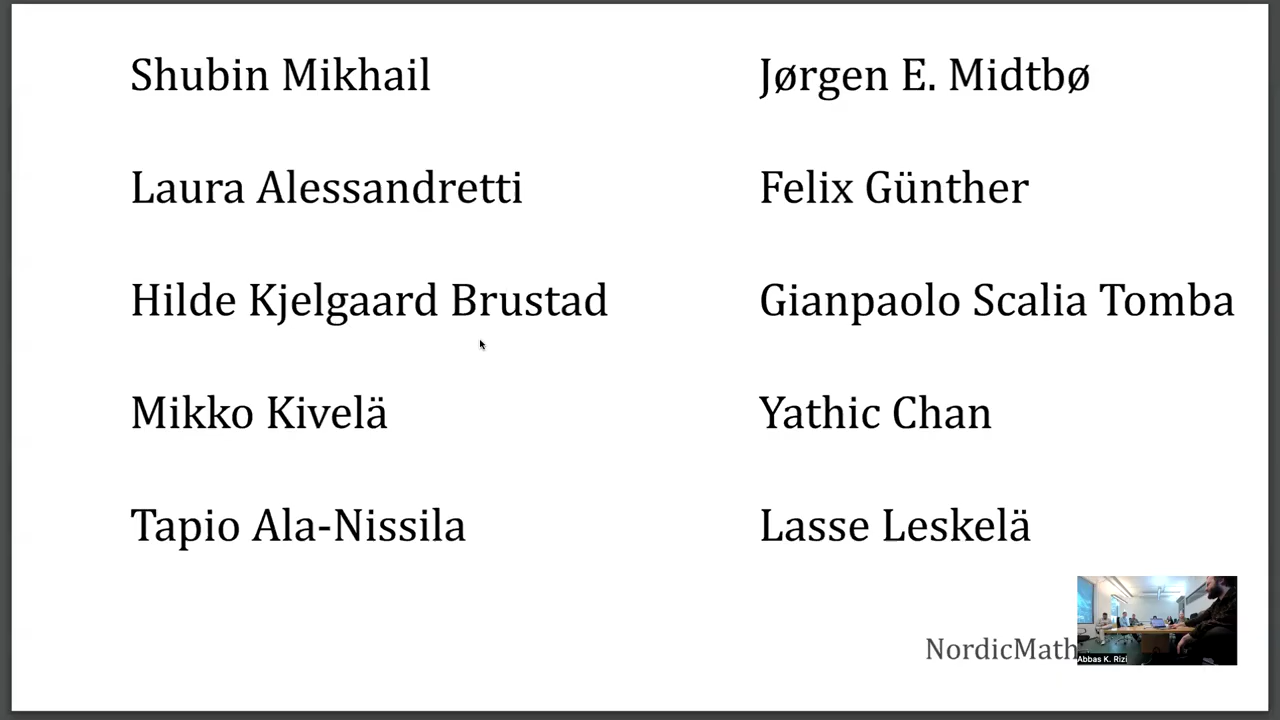 Shubin Mikhail
Laura Alessandretti
Hilde Kjelgaard Brustad
Mikko Kivelä
Tapio Ala-Nissila
Jørgen E. Midtbø
Felix Günther
Gianpaolo Scalia Tomba
Yathic Chan
Lasse Leskelä
NordicMath
Abbas K. Rizi